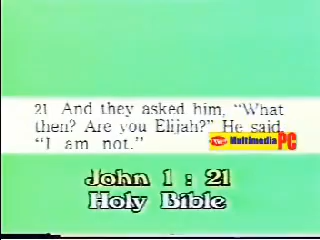 21 And they asked him, “What
then? Are you Elijah?” He said,
“I am not.”
Multimedia PC
John 1 : 21
Holy Bible